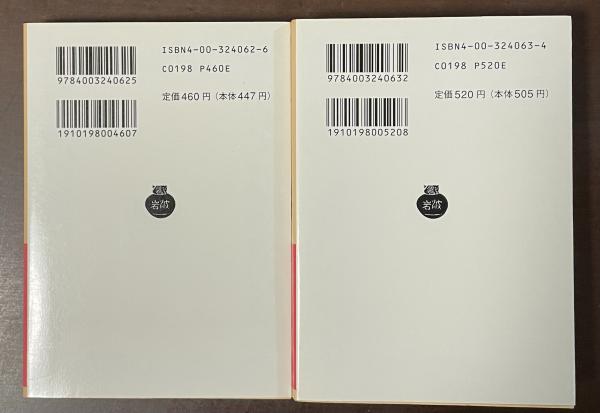 ISBN4-00-324062-6
9784003240625
C0198 P460E
定価460円（本体447円）
1910198004607
岩波
ISBN4-00-324063-4
9784003240632
C0198 P520E
定価520円（本体505円）
1910198005208
岩波